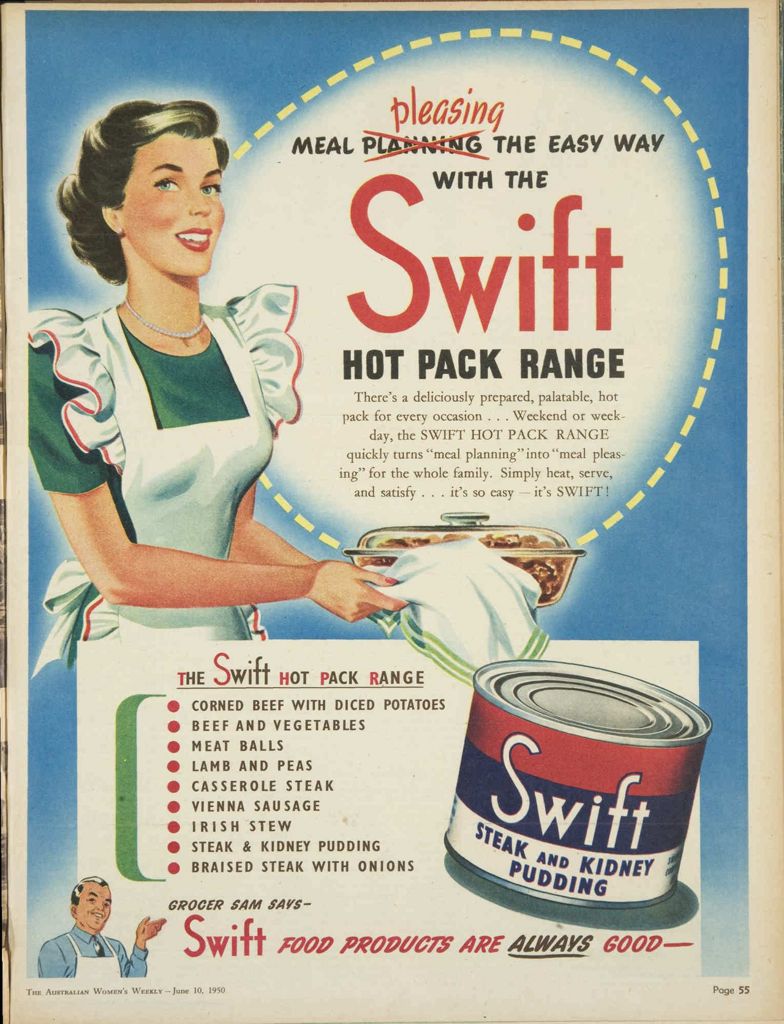 pleasing
MEAL PLANNING THE EASY WAY
WITH THE
Swift
HOT PACK RANGE
There's a deliciously prepared, palatable, hot
pack for every occasion . . . Weekend or week-
day, the SWIFT HOT PACK RANGE
quickly turns "meal planning" into "meal pleas-
ing" for the whole family. Simply heat, serve,
and satisfy . . . it's so easy — it's SWIFT!
THE Swift HOT PACK RANGE
● CORNED BEEF WITH DICED POTATOES
● BEEF AND VEGETABLES
● MEAT BALLS
● LAMB AND PEAS
● CASSEROLE STEAK
● VIENNA SAUSAGE
● IRISH STEW
● STEAK & KIDNEY PUDDING
● BRAISED STEAK WITH ONIONS
Swift
STEAK AND KIDNEY
PUDDING
GROCER SAM SAYS—
Swift FOOD PRODUCTS ARE ALWAYS GOOD—
THE AUSTRALIAN WOMEN'S WEEKLY — June 10, 1950
Page 55